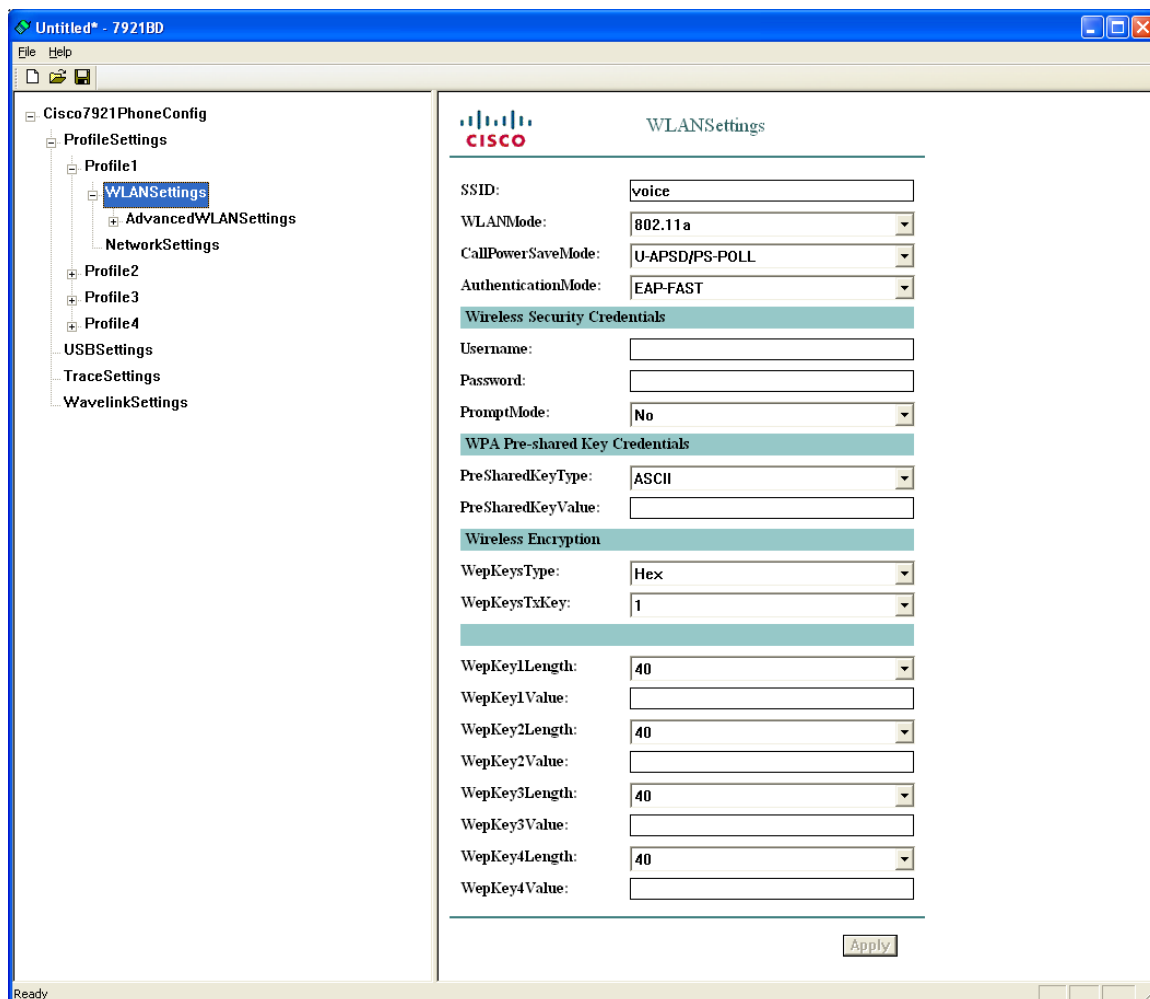 Untitled* - 7921BD
File Help
Cisco7921PhoneConfig
ProfileSettings
Profile1
WLANSettings
AdvancedWLANSettings
NetworkSettings
Profile2
Profile3
Profile4
USBSettings
TraceSettings
WavelinkSettings
CISCO
WLANSettings
SSID: voice
WLANMode: 802.11a
CallPowerSaveMode: U-APSD/PS-POLL
AuthenticationMode: EAP-FAST
Wireless Security Credentials
Username:
Password:
PromptMode: No
WPA Pre-shared Key Credentials
PreSharedKeyType: ASCII
PreSharedKeyValue:
Wireless Encryption
WepKeysType: Hex
WepKeysTxKey: 1
WepKey1Length: 40
WepKey1Value:
WepKey2Length: 40
WepKey2Value:
WepKey3Length: 40
WepKey3Value:
WepKey4Length: 40
WepKey4Value:
Apply
Ready